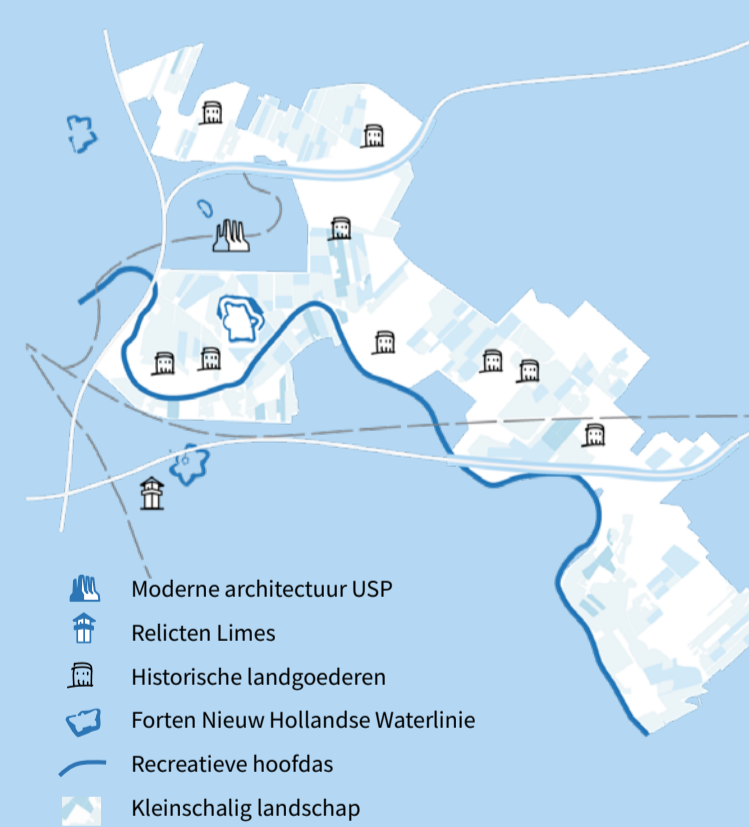 Moderne architectuur USP
Relicten Limes
Historische landgoederen
Forten Nieuw Hollandse Waterlinie
Recreatieve hoofdas
Kleinschalig landschap